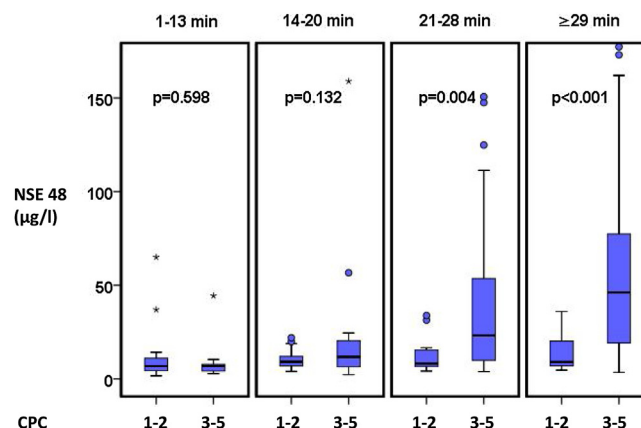 1-13 min 14-20 min 21-28 min ≥29 min
150
p=0.598 p=0.132 p=0.004 p<0.001
100
NSE 48
(µg/l)
50
0
CPC 1-2 3-5 1-2 3-5 1-2 3-5 1-2 3-5